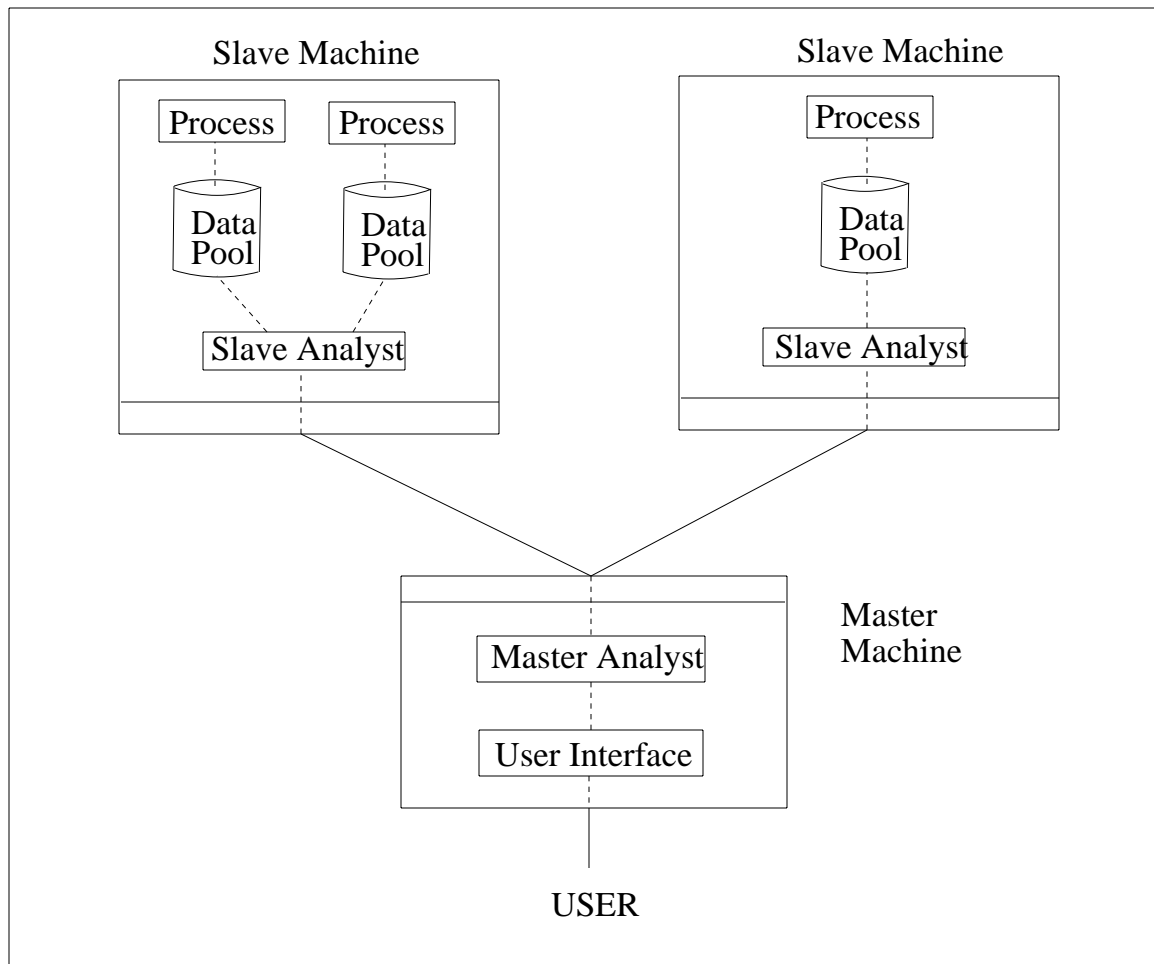 Slave Machine
Slave Machine
Process
Process
Process
Data
Pool
Data
Pool
Data
Pool
Slave Analyst
Slave Analyst
Master
Machine
Master Analyst
User Interface
USER